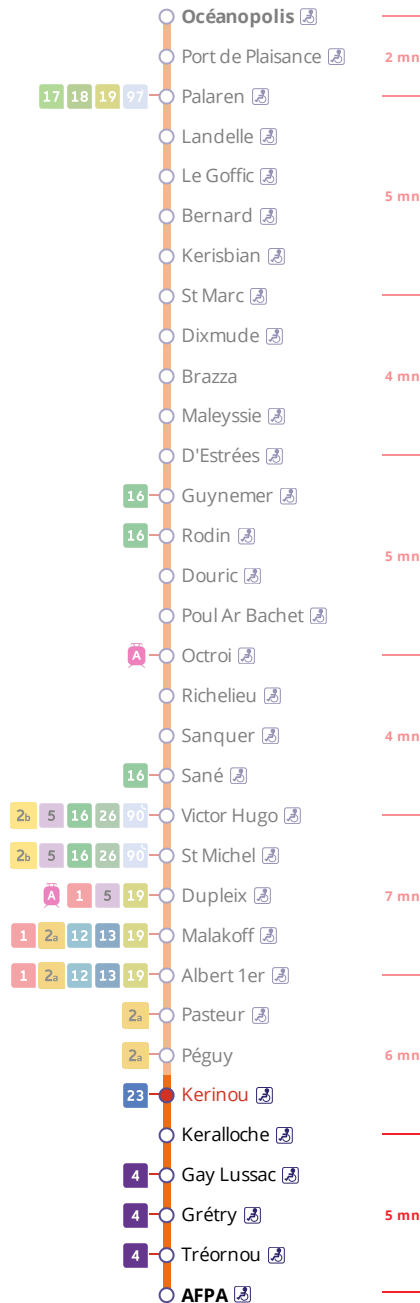 Océanopolis
Port de Plaisance 2 mn
17 18 19 97 Palaren
Landelle
Le Goffic
5 mn
Bernard
Kerisbian
St Marc
Dixmude
Brazza 4 mn
Maleyssie
D'Estrées
16 Guynemer
16 Rodin
5 mn
Douric
Poul Ar Bachet
A Octroi
Richelieu
Sanquer 4 mn
16 Sané
2b 5 16 26 90 Victor Hugo
2b 5 16 26 90 St Michel
A 1 5 19 Dupleix 7 mn
1 2a 12 13 19 Malakoff
1 2a 12 13 19 Albert 1er
2a Pasteur
2a Péguy 6 mn
23 Kerinou
Keralloche
4 Gay Lussac
4 Grétry 5 mn
4 Tréornou
AFPA